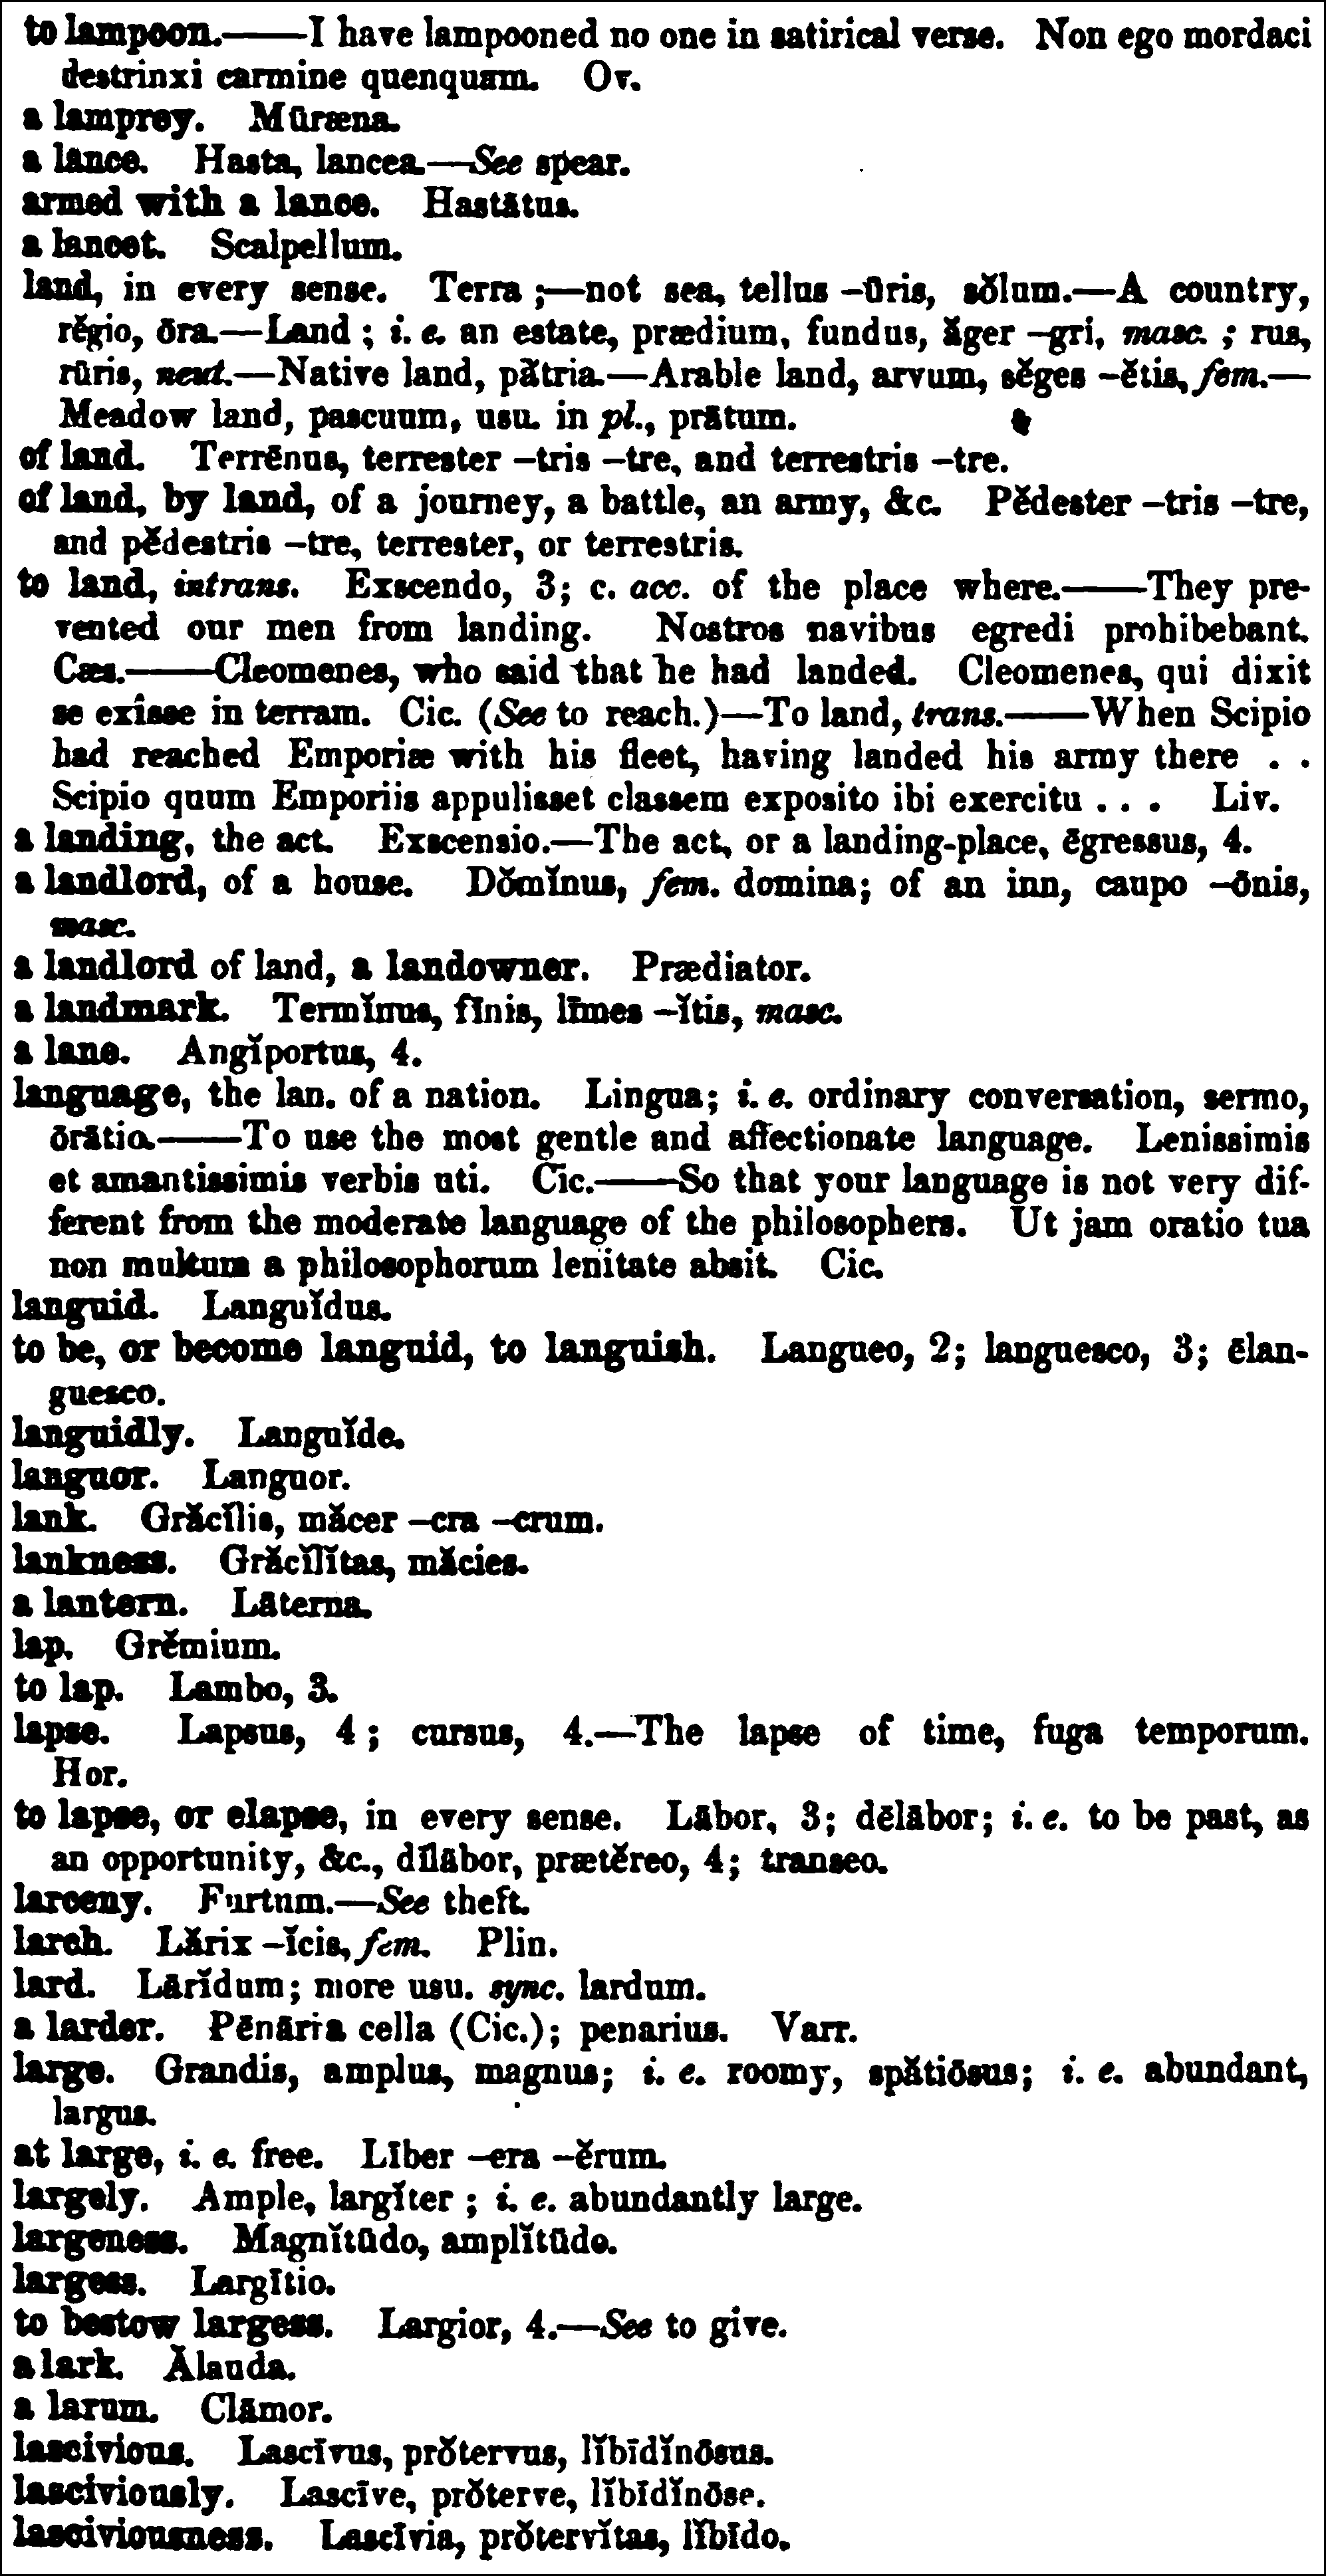 to lampoon.——I have lampooned no one in satirical verse. Non ego mordaci
destrinxi carmine quenquam. Ov.
a lamprey. Mūræna.
a lance. Hasta, lancea.—See spear.
armed with a lance. Hastātus.
a lancet. Scalpellum.
land, in every sense. Terra;—not sea, tellus –ūris, sŏlum.—A country,
rĕgio, ōra.—Land; i. e. an estate, prædium, fundus, ăger –gri, masc.; rus,
rūris, neut.—Native land, pătria.—Arable land, arvum, sĕges –ĕtis, fem.—
Meadow land, pascuum, usu. in pl., prātum.
of land. Terrēnus, terrester –tris –tre, and terrestris –tre.
of land, by land, of a journey, a battle, an army, &c. Pĕdester –tris –tre,
and pĕdestris –tre, terrester, or terrestris.
to land, intrans. Exscendo, 3; c. acc. of the place where.——They pre-
vented our men from landing. Nostros navibus egredi prohibebant.
Cæs.——Cleomenes, who said that he had landed. Cleomenes, qui dixit
se exîsse in terram. Cic. (See to reach.)—To land, trans.——When Scipio
had reached Emporiæ with his fleet, having landed his army there . .
Scipio quum Emporiis appulisset classem exposito ibi exercitu . . . Liv.
a landing, the act. Exscensio.—The act, or a landing-place, ēgressus, 4.
a landlord, of a house. Dŏmĭnus, fem. domina; of an inn, caupo –ōnis,
masc.
a landlord of land, a landowner. Prædiator.
a landmark. Termĭnus, fīnis, līmes –ĭtis, masc.
a lane. Angĭportus, 4.
language, the lan. of a nation. Lingua; i. e. ordinary conversation, sermo,
ōrātio.——To use the most gentle and affectionate language. Lenissimis
et amantissimis verbis uti. Cic.——So that your language is not very dif-
ferent from the moderate language of the philosophers. Ut jam oratio tua
non multum a philosophorum lenitate absit. Cic.
languid. Languĭdus.
to be, or become languid, to languish. Langueo, 2; languesco, 3; ēlan-
guesco.
languidly. Languĭde.
languor. Languor.
lank. Grăcĭlis, măcer –cra –crum.
lankness. Grăcĭlĭtas, măcies.
a lantern. Lāterna.
lap. Grĕmium.
to lap. Lambo, 3.
lapse. Lapsus, 4; cursus, 4.—The lapse of time, fuga temporum.
Hor.
to lapse, or elapse, in every sense. Lābor, 3; dēlābor; i. e. to be past, as
an opportunity, &c., dīlābor, prætĕreo, 4; transeo.
larceny. Furtum.—See theft.
larch. Lărix –ĭcis, fem. Plin.
lard. Lārĭdum; more usu. sync. lardum.
a larder. Pĕnāria cella (Cic.); penarius. Varr.
large. Grandis, amplus, magnus; i. e. roomy, spătiōsus; i. e. abundant,
largus.
at large, i. e. free. Līber –era –ĕrum.
largely. Ample, largĭter; i. e. abundantly large.
largeness. Magnĭtūdo, amplĭtūdo.
largess. Largītio.
to bestow largess. Largior, 4.—See to give.
a lark. Ălauda.
a larum. Clāmor.
lascivious. Lascīvus, prŏtervus, lĭbīdĭnōsus.
lasciviously. Lascīve, prŏterve, lĭbīdĭnōse.
lasciviousness. Lascīvia, prŏtervĭtas, lĭbīdo.